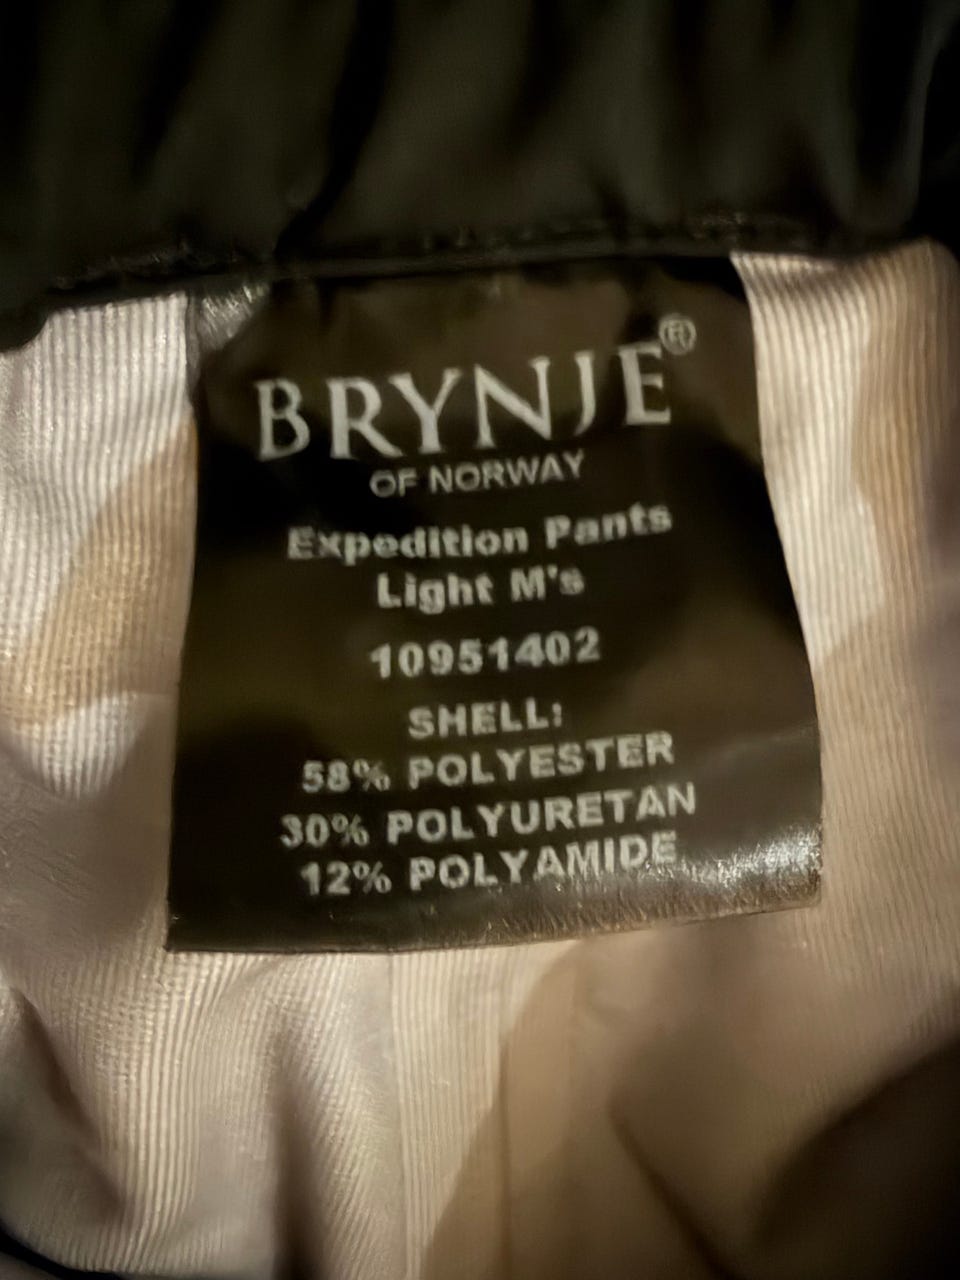 BRYNJE®
OF NORWAY
Expedition Pants
Light M's
10951402
SHELL:
58% POLYESTER
30% POLYURETAN
12% POLYAMIDE